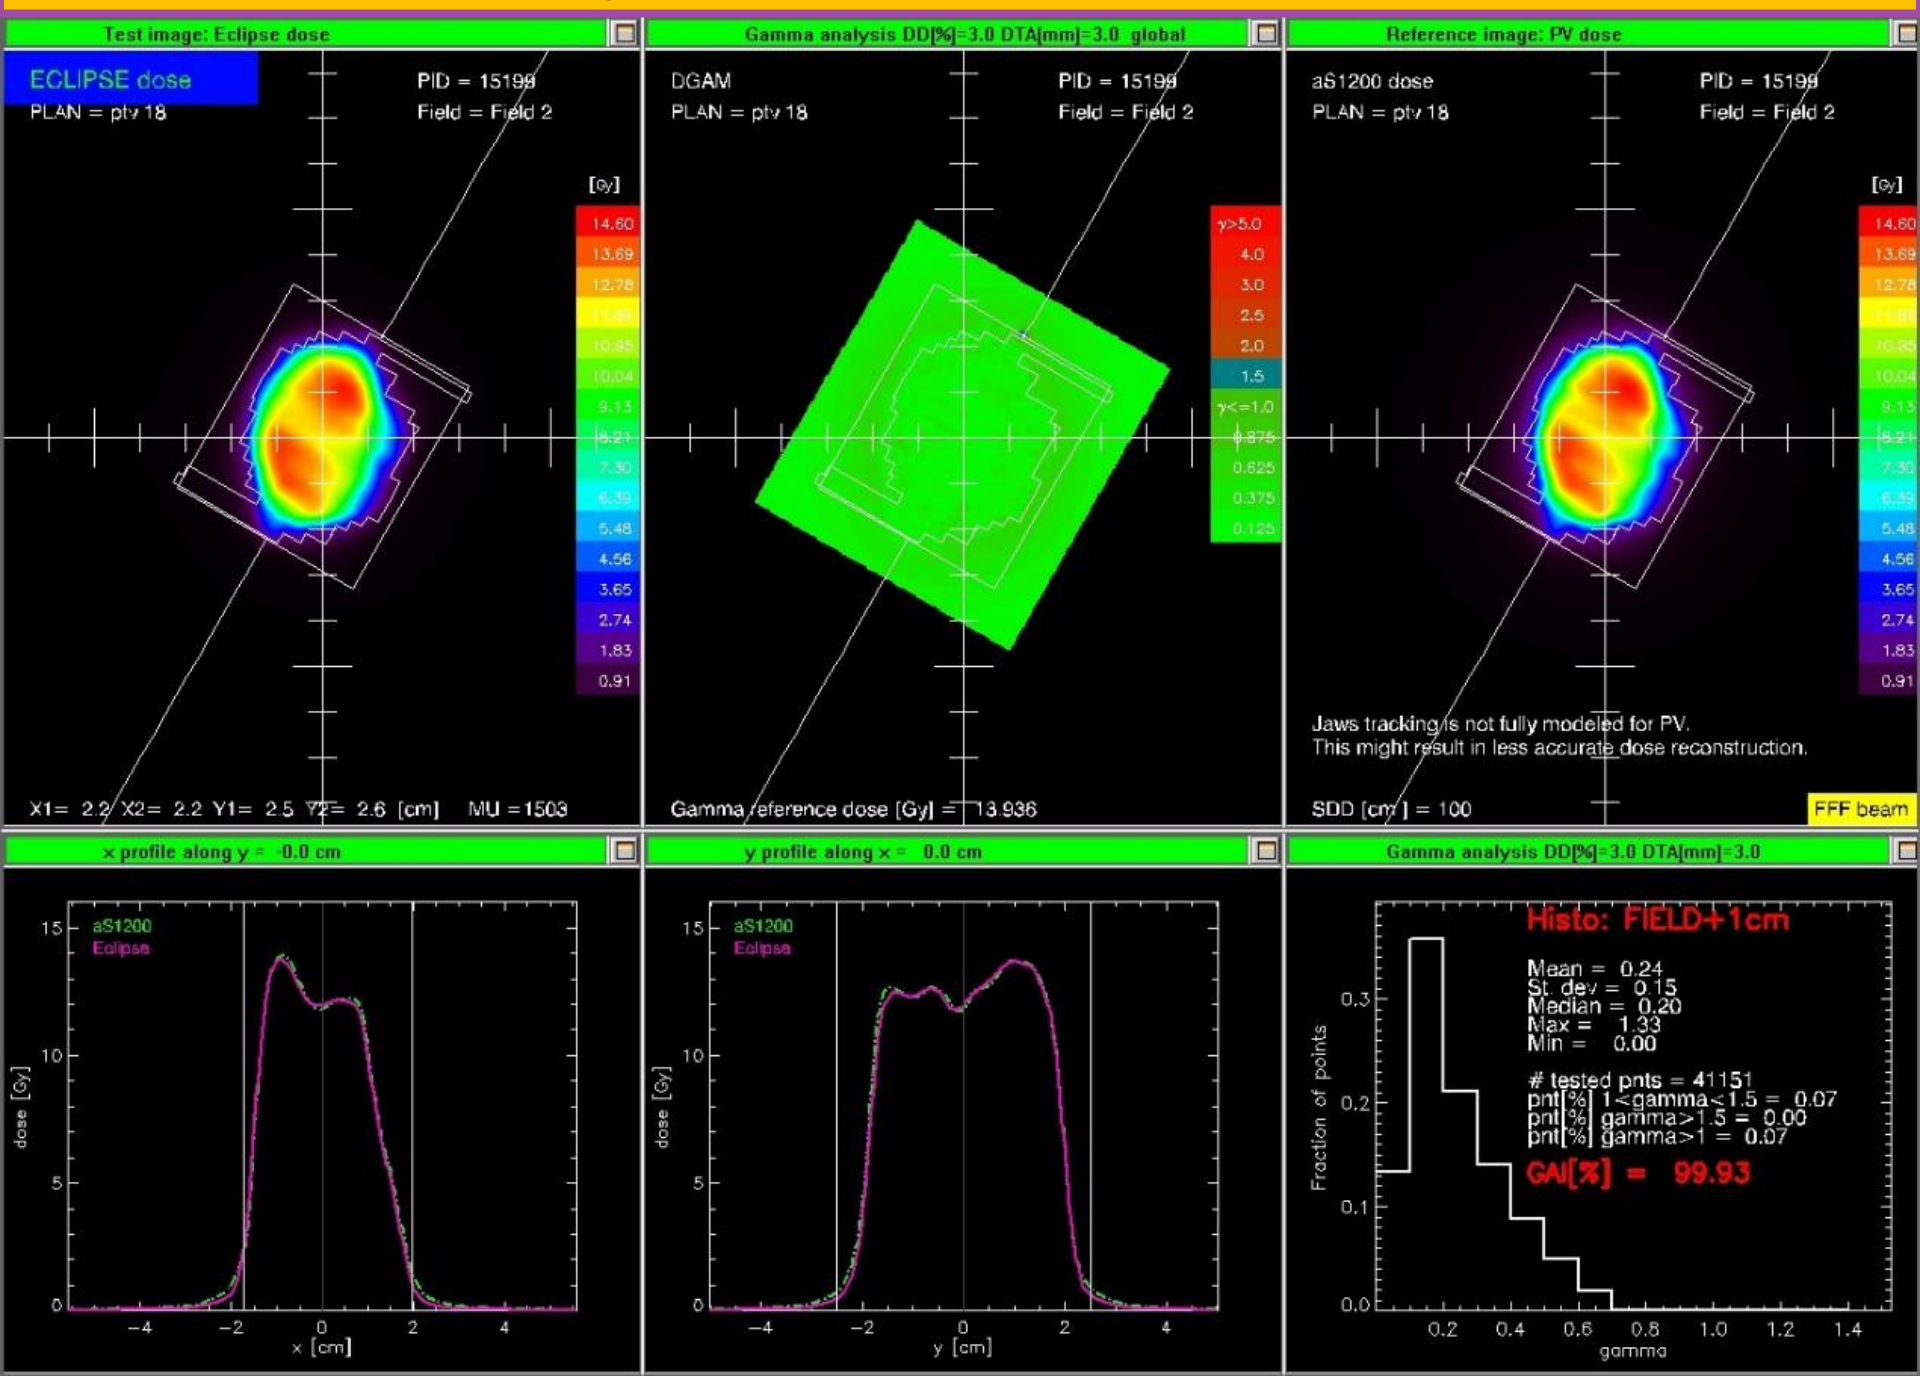 Test image: Eclipse dose
ECLIPSE dose
PID = 15199
PLAN = ptv 18
Field = Field 2
[Gy]
14.60
13.69
12.78
10.95
10.04
9.13
8.21
7.30
6.39
5.48
4.56
3.65
2.74
1.83
0.91
X1= 2.2 X2= 2.2 Y1= 2.5 Y2= 2.6 [cm] MU =1503
Gamma analysis DD[%]=3.0 DTA[mm]=3.0 global
DGAM
PID = 15199
PLAN = ptv 18
Field = Field 2
γ>5.0
4.0
3.0
2.5
2.0
1.5
γ<=1.0
0.875
0.625
0.375
0.125
Gamma reference dose [Gy] = 13.936
Reference image: PV dose
aS1200 dose
PID = 15199
PLAN = ptv 18
Field = Field 2
[Gy]
14.60
13.69
12.78
10.95
10.04
9.13
8.21
7.30
6.39
5.48
4.56
3.65
2.74
1.83
0.91
Jaws tracking is not fully modeled for PV.
This might result in less accurate dose reconstruction.
SDD [cm] = 100
FFF beam
x profile along y = -0.0 cm
aS1200
Eclipse
15
10
5
0
dose [Gy]
-4 -2 0 2 4
x [cm]
y profile along x = 0.0 cm
aS1200
Eclipse
15
10
5
0
dose [Gy]
-4 -2 0 2 4
y [cm]
Gamma analysis DD[%]=3.0 DTA[mm]=3.0
Histo: FIELD+1cm
Mean = 0.24
St. dev = 0.15
Median = 0.20
Max = 1.33
Min = 0.00
# tested pnts = 41151
pnt[%] 1<gamma<1.5 = 0.07
pnt[%] gamma>1.5 = 0.00
pnt[%] gamma>1 = 0.07
GAI[%] = 99.93
0.3
0.2
0.1
0.0
Fraction of points
0.2 0.4 0.6 0.8 1.0 1.2 1.4
gamma